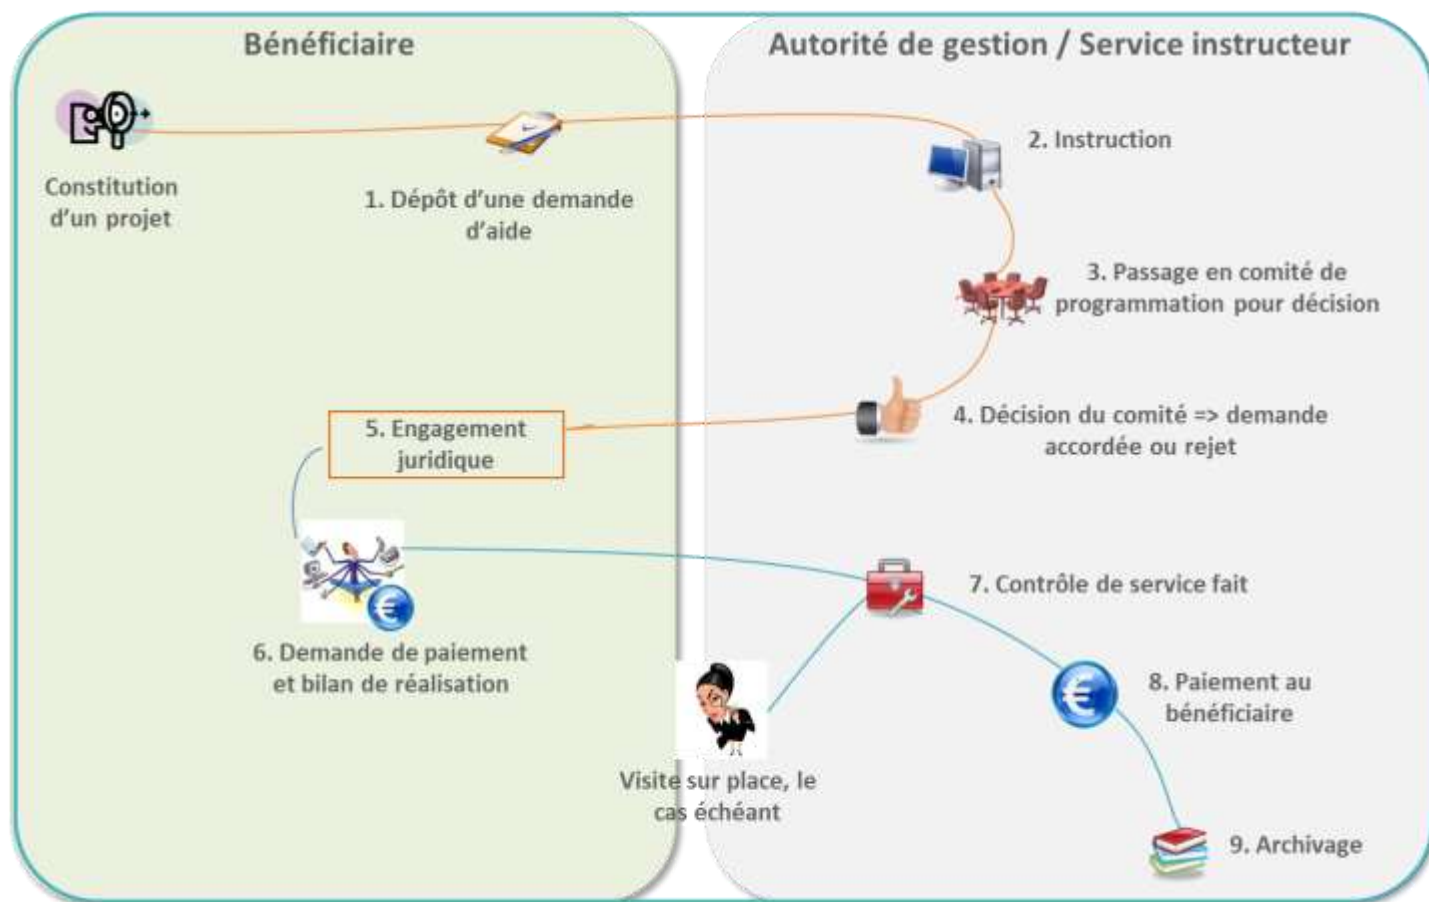 Bénéficiaire
Autorité de gestion / Service instructeur
Constitution
d’un projet
1. Dépôt d’une demande
d’aide
2. Instruction
3. Passage en comité de
programmation pour décision
4. Décision du comité => demande
accordée ou rejet
5. Engagement
juridique
6. Demande de paiement
et bilan de réalisation
7. Contrôle de service fait
Visite sur place, le
cas échéant
8. Paiement au
bénéficiaire
9. Archivage